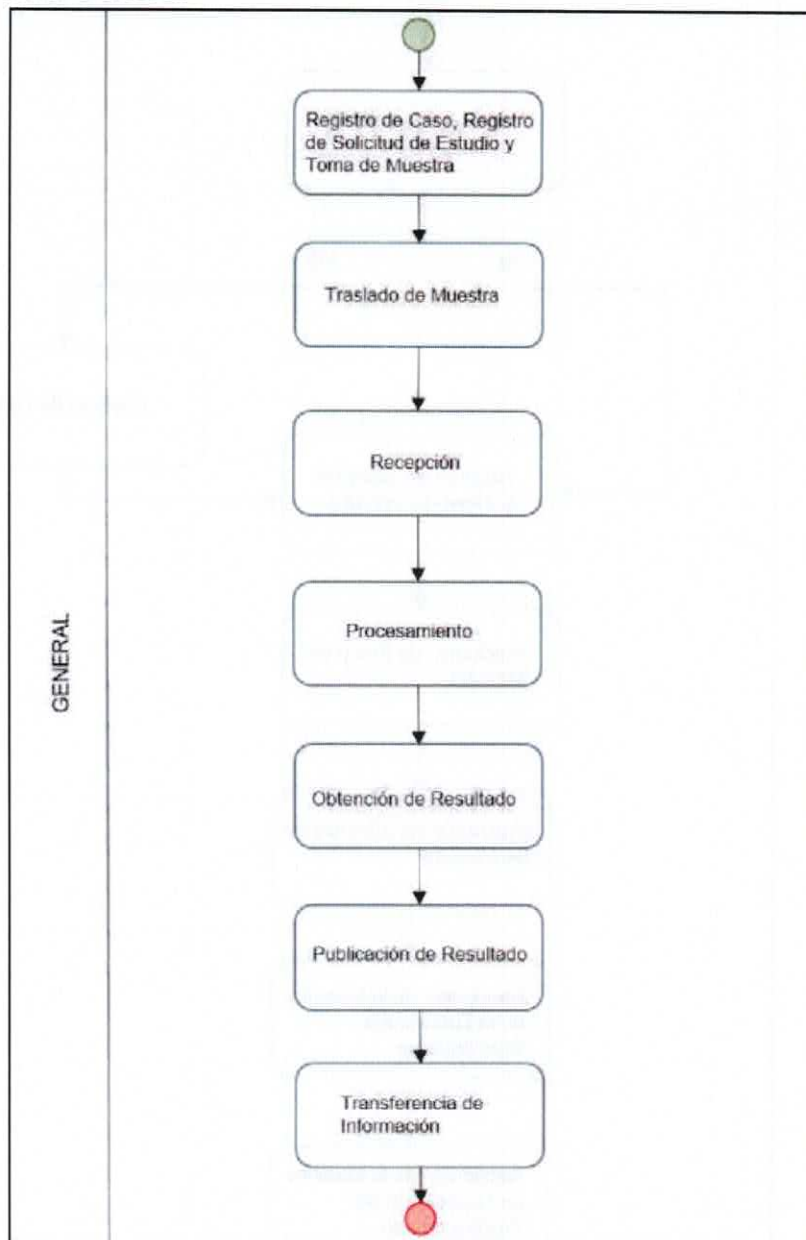 GENERAL
Registro de Caso, Registro
de Solicitud de Estudio y
Toma de Muestra
Traslado de Muestra
Recepción
Procesamiento
Obtención de Resultado
Publicación de Resultado
Transferencia de
Información